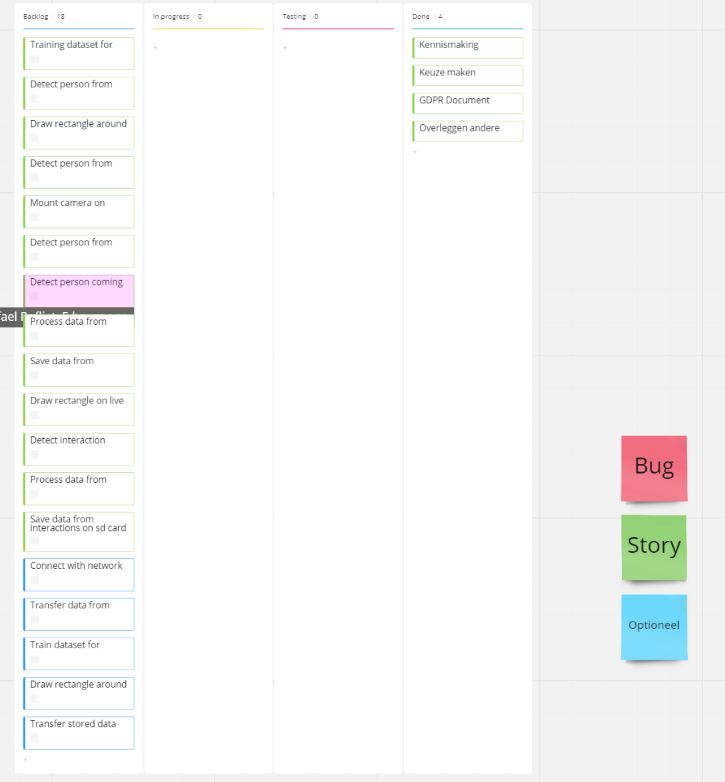 Backlog 18
Training dataset for
Detect person from
Draw rectangle around
Detect person from
Mount camera on
Detect person from
Detect person coming
Process data from
Save data from
Draw rectangle on live
Detect interaction
Process data from
Save data from
interactions on sd card
Connect with network
Transfer data from
Train dataset for
Draw rectangle around
Transfer stored data
In progress 0
Testing 0
Done 4
Kennismaking
Keuze maken
GDPR Document
Overleggen andere
Bug
Story
Optioneel